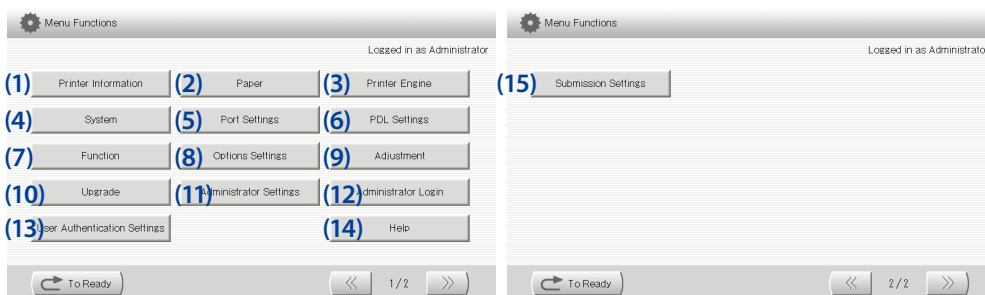 Menu Functions
Logged in as Administrator
(1) Printer Information (2) Paper (3) Printer Engine
(4) System (5) Port Settings (6) PDL Settings
(7) Function (8) Options Settings (9) Adjustment
(10) Upgrade (11) Administrator Settings (12) Administrator Login
(13) User Authentication Settings (14) Help
To Ready 1/2
Menu Functions
Logged in as Administrato
(15) Submission Settings
To Ready 2/2